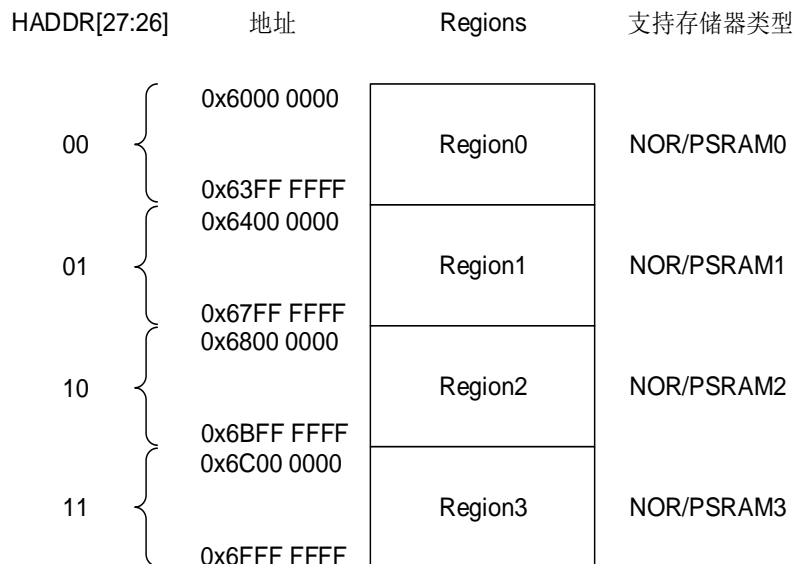 HADDR[27:26] 地址 Regions 支持存储器类型
0x6000 0000
00 Region0 NOR/PSRAM0
0x63FF FFFF
0x6400 0000
01 Region1 NOR/PSRAM1
0x67FF FFFF
0x6800 0000
10 Region2 NOR/PSRAM2
0x6BFF FFFF
0x6C00 0000
11 Region3 NOR/PSRAM3
0x6FFF FFFF